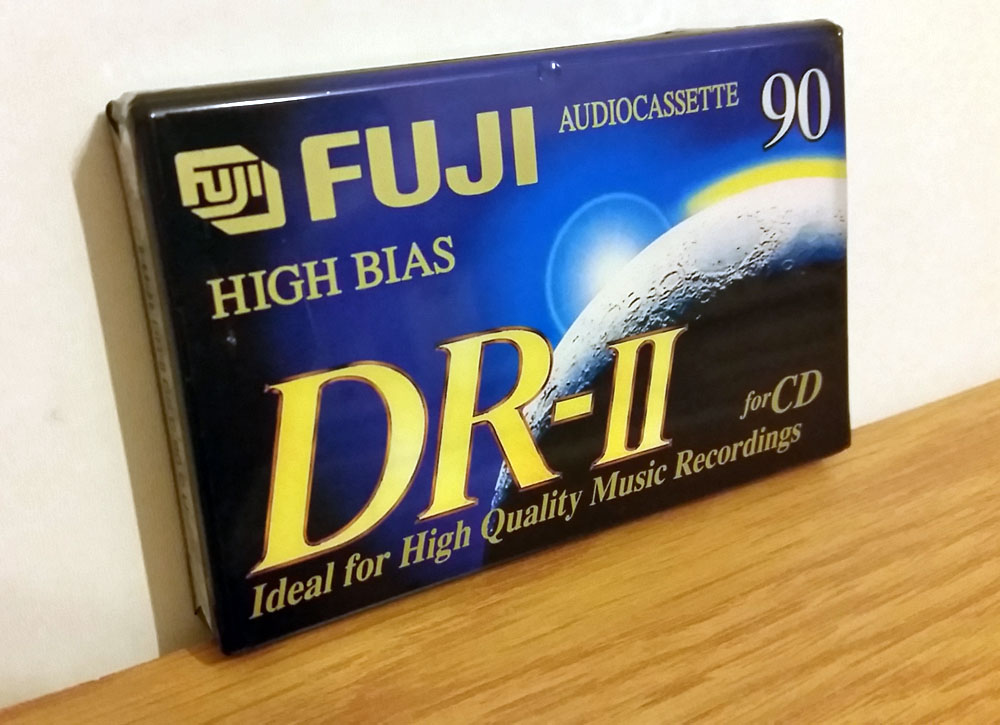 FUJI FUJI AUDIOCASSETTE 90
HIGH BIAS
DR-II
for CD
Ideal for High Quality Music Recordings